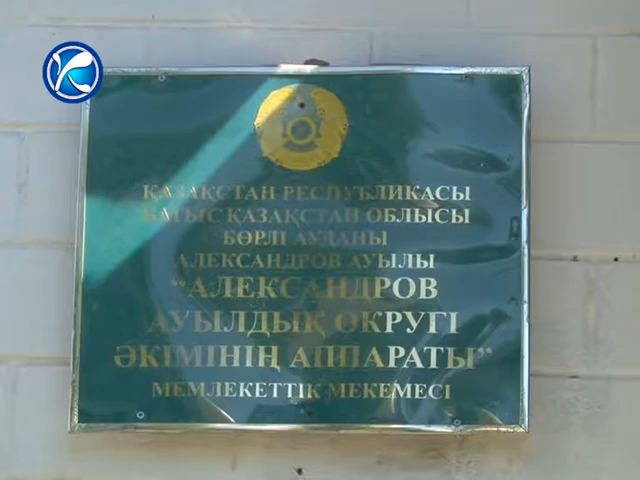 ҚАЗАҚСТАН РЕСПУБЛИКАСЫ
БАТЫС ҚАЗАҚСТАН ОБЛЫСЫ
БӨРЛІ АУДАНЫ
АЛЕКСАНДРОВ АУЫЛЫ
"АЛЕКСАНДРОВ
АУЫЛДЫҚ ОКРУГІ
ӘКІМІНІҢ АППАРАТЫ"
МЕМЛЕКЕТТІК МЕКЕМЕСІ